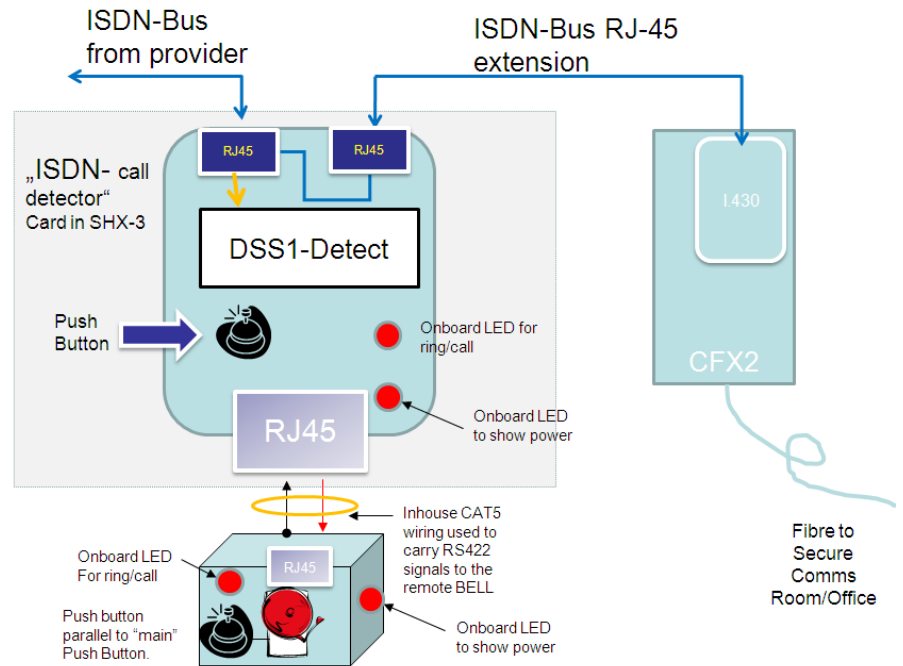 ISDN-Bus
from provider
ISDN-Bus RJ-45
extension
RJ45
RJ45
„ISDN- call
detector“
Card in SHX-3
DSS1-Detect
I.430
Push
Button
Onboard LED for
ring/call
CFX2
RJ45
Onboard LED
to show power
Inhouse CAT5
wiring used to
carry RS422
signals to the
remote BELL
Fibre to
Secure
Comms
Room/Office
Onboard LED
For ring/call
RJ45
Push button
parallel to “main”
Push Button.
Onboard LED
to show power